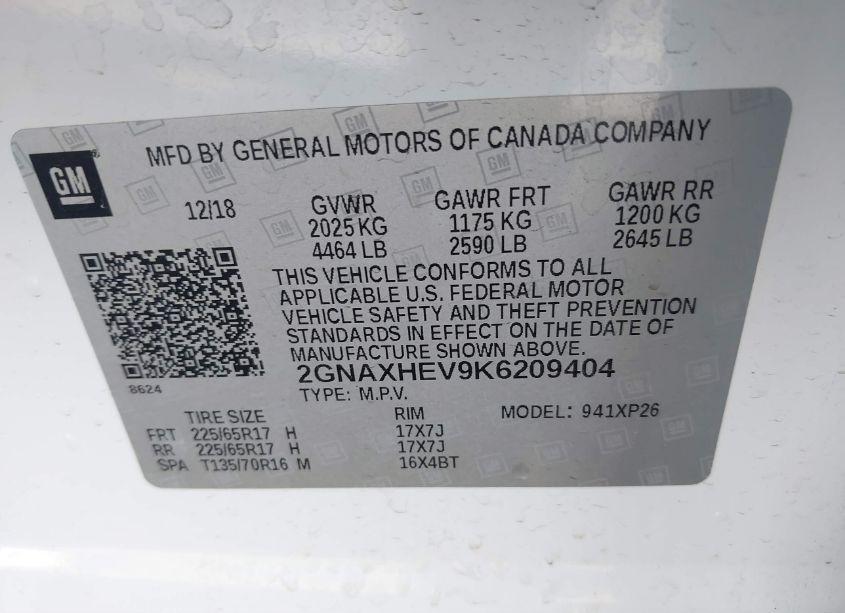 MFD BY GENERAL MOTORS OF CANADA COMPANY
GM
12/18
GVWR
2025 KG
4464 LB
GAWR FRT
1175 KG
2590 LB
GAWR RR
1200 KG
2645 LB
THIS VEHICLE CONFORMS TO ALL
APPLICABLE U.S. FEDERAL MOTOR
VEHICLE SAFETY AND THEFT PREVENTION
STANDARDS IN EFFECT ON THE DATE OF
MANUFACTURE SHOWN ABOVE.
8624
2GNAXHEV9K6209404
TYPE: M.P.V.
TIRE SIZE RIM MODEL: 941XP26
FRT 225/65R17 H 17X7J
RR 225/65R17 H 17X7J
SPA T135/70R16 M 16X4BT